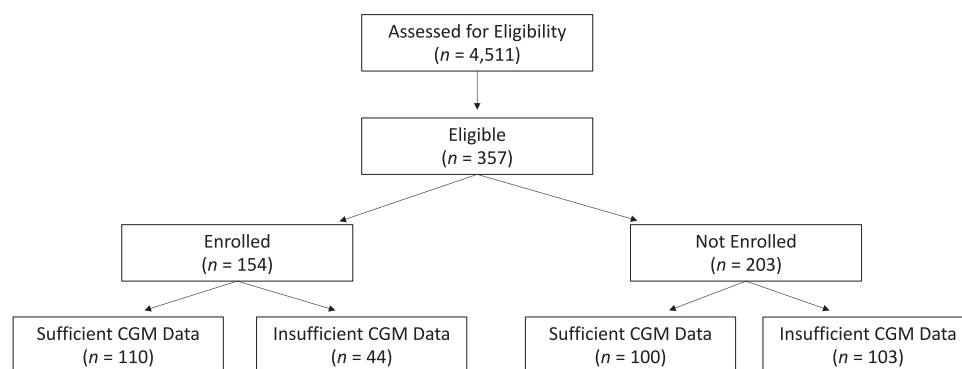 Assessed for Eligibility
(n = 4,511)
Eligible
(n = 357)
Enrolled
(n = 154)
Not Enrolled
(n = 203)
Sufficient CGM Data
(n = 110)
Insufficient CGM Data
(n = 44)
Sufficient CGM Data
(n = 100)
Insufficient CGM Data
(n = 103)